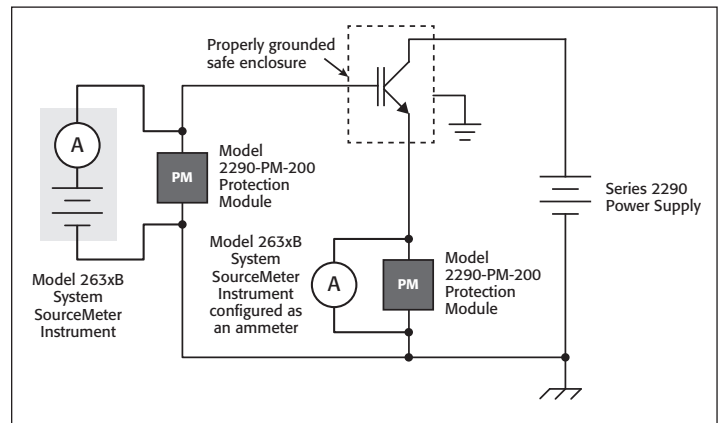 Properly grounded
safe enclosure
A
Model
2290-PM-200
Protection
Module
PM
Model 263xB
System
SourceMeter
Instrument
Model 263xB
System
SourceMeter
Instrument
configured as
an ammeter
A
PM
Model
2290-PM-200
Protection
Module
Series 2290
Power Supply